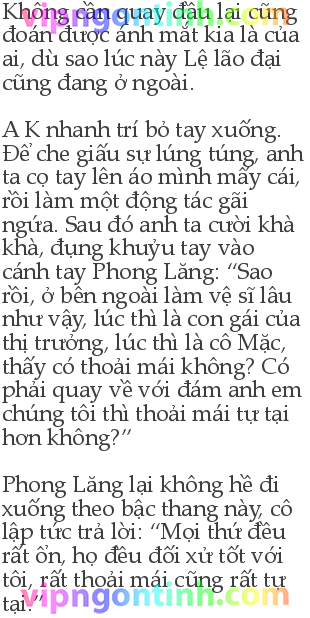 Không cần quay đầu lại cũng
đoán được ánh mắt kia là của
ai, dù sao lúc này Lệ lão đại
cũng đang ở ngoài.
A K nhanh trí bỏ tay xuống.
Để che giấu sự lúng túng, anh
ta cọ tay lên áo mình mấy cái,
rồi làm một động tác gãi
ngứa. Sau đó anh ta cười khà
khà, đụng khuỷu tay vào
cánh tay Phong Lăng: “Sao
rồi, ở bên ngoài làm vệ sĩ lâu
như vậy, lúc thì là con gái của
thị trưởng, lúc thì là cô Mặc,
thấy có thoải mái không? Có
phải quay về với đám anh em
chúng tôi thì thoải mái tự tại
hơn không?”
Phong Lăng lại không hề đi
xuống theo bậc thang này, cô
lập tức trả lời: “Mọi thứ đều
rất ổn, họ đều đối xử tốt với
tôi, rất thoải mái cũng rất tự
tại.”
vipngontinh.com
vipngontinh.com